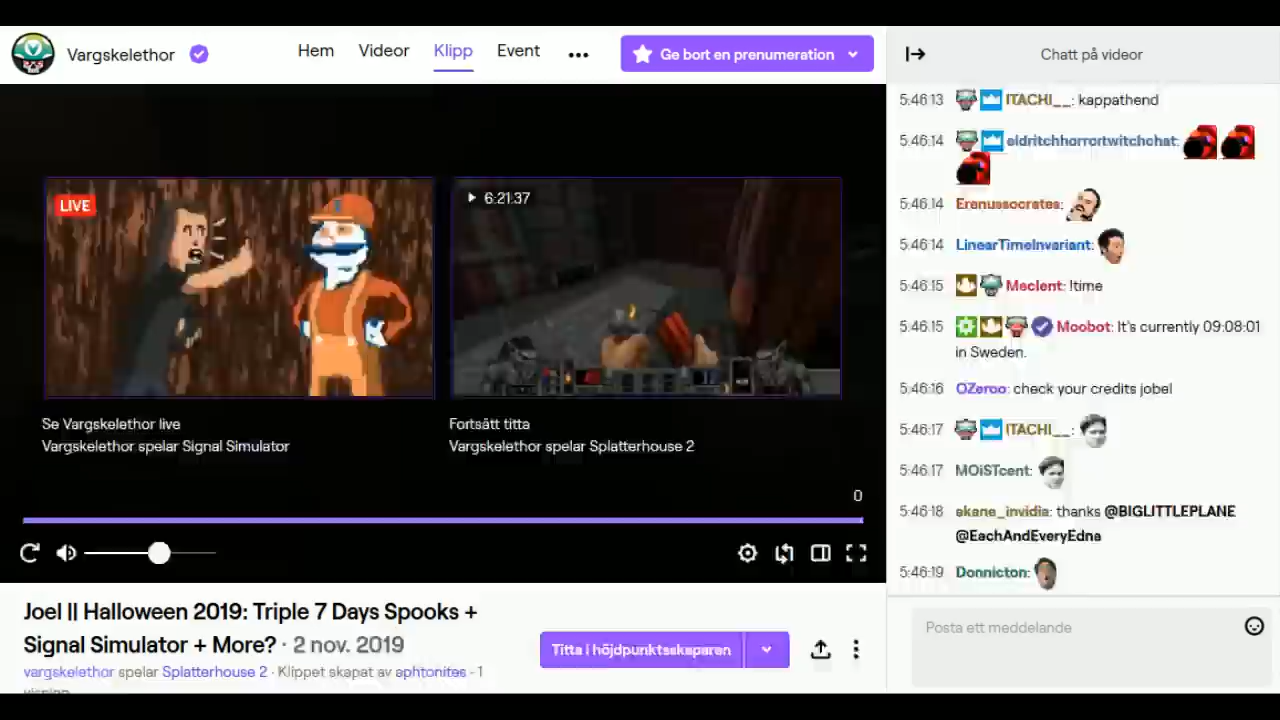 Vargskelethor
Hem Videor Klipp Event
Ge bort en prenumeration
LIVE
6:21:37
Se Vargskelethor live
Vargskelethor spelar Signal Simulator
Fortsätt titta
Vargskelethor spelar Splatterhouse 2
0
Joel || Halloween 2019: Triple 7 Days Spooks +
Signal Simulator + More? · 2 nov. 2019
vargskelethor spelar Splatterhouse 2 · Klippet skapat av aphtonites - 1
visning
Titta i höjdpunktsskaparen
Chatt på videor
5:46:13 ITACHI__: kappathend
5:46:14 eldritchhorrortwitchchat:
5:46:14 Erenussocrates:
5:46:14 LinearTimeInvariant:
5:46:15 Meclent: !time
5:46:15 Moobot: It's currently 09:08:01
in Sweden.
5:46:16 OZeroo: check your credits jobel
5:46:17 ITACHI__:
5:46:17 MOiSTcent:
5:46:18 akane_invidia: thanks @BIGLITTLEPLANE
@EachAndEveryEdna
5:46:19 Donnicton:
Posta ett meddelande